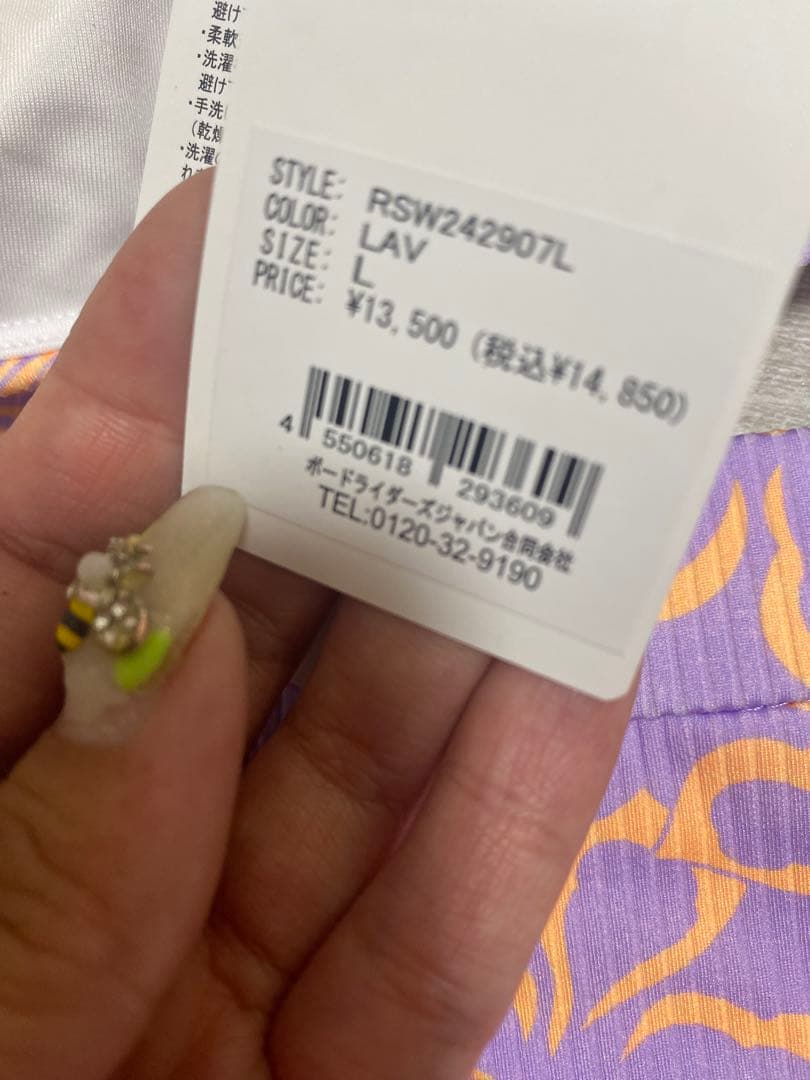 避け
・柔軟
・洗濯
避け
・手洗
(乾燥
・洗濯
STYLE: RSW242907L
COLOR: LAV
SIZE: L
PRICE: ¥13,500 (税込¥14,850)
4 550618 293609
ボードライダーズジャパン合同会社
TEL:0120-32-9190